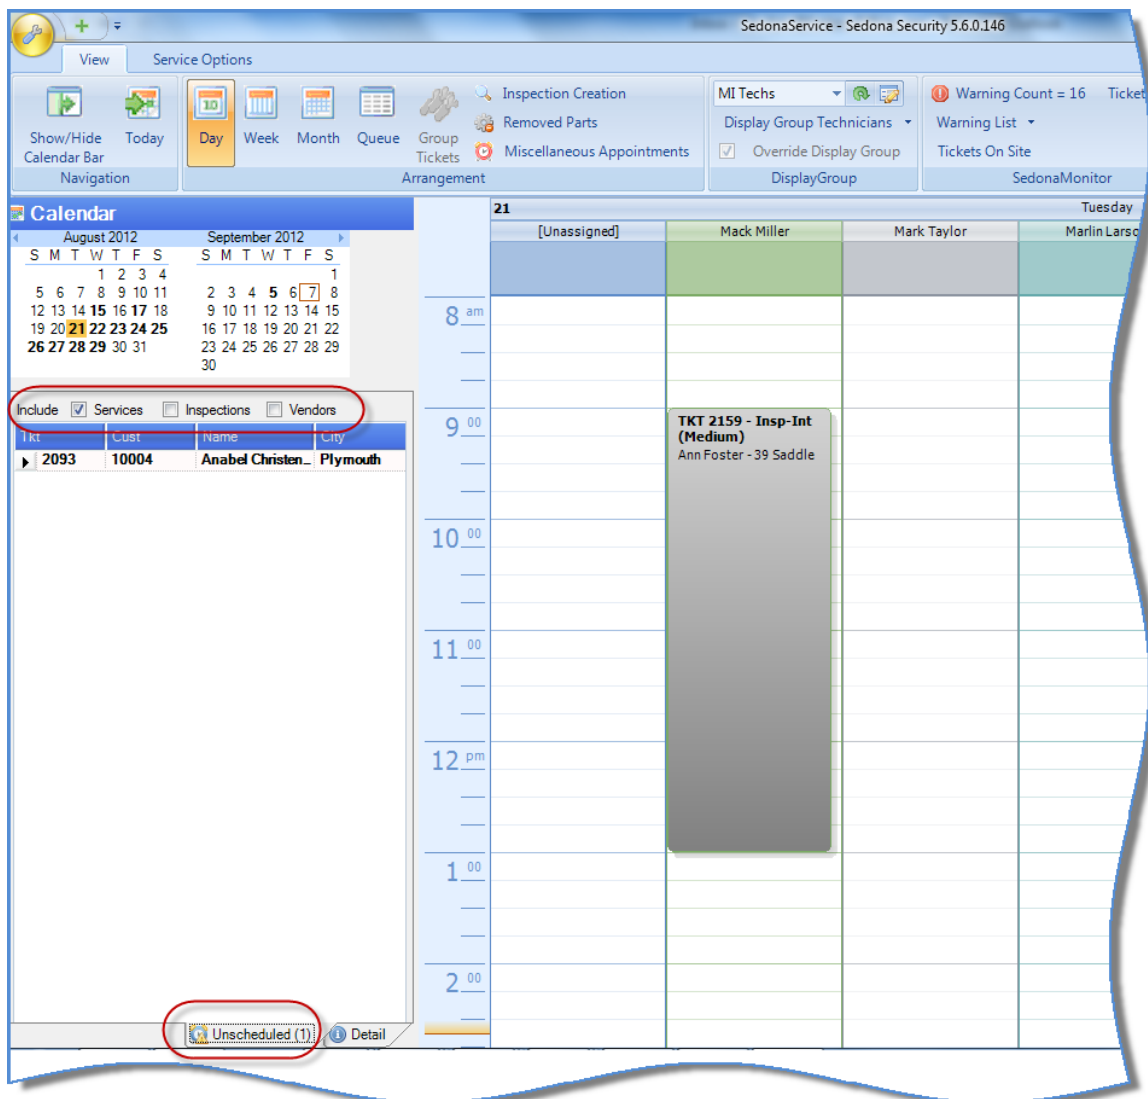 SedonaService - Sedona Security 5.6.0.146
View Service Options
Inspection Creation MI Techs Warning Count = 16 Ticket
Removed Parts Display Group Technicians Warning List
Show/Hide Calendar Bar Today Day Week Month Queue Group Tickets Miscellaneous Appointments Override Display Group Tickets On Site
Navigation Arrangement DisplayGroup SedonaMonitor
Calendar 21 Tuesday
August 2012 September 2012 [Unassigned] Mack Miller Mark Taylor Marlin Larso
S M T W T F S S M T W T F S
1 2 3 4 1
5 6 7 8 9 10 11 2 3 4 5 6 7 8
12 13 14 15 16 17 18 9 10 11 12 13 14 15
19 20 21 22 23 24 25 16 17 18 19 20 21 22
26 27 28 29 30 31 23 24 25 26 27 28 29
30
Include Services Inspections Vendors
Tkt Cust Name City
2093 10004 Anabel Christen... Plymouth
8 am
9 00
TKT 2159 - Insp-Int
(Medium)
Ann Foster - 39 Saddle
10 00
11 00
12 pm
1 00
2 00
Unscheduled (1) Detail